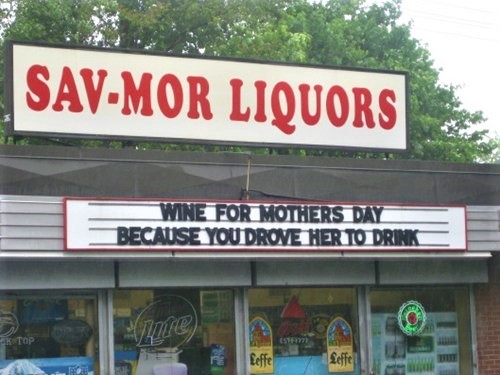 SAV-MOR LIQUORS
WINE FOR MOTHERS DAY
BECAUSE YOU DROVE HER TO DRINK
Lite
Leffe
Leffe